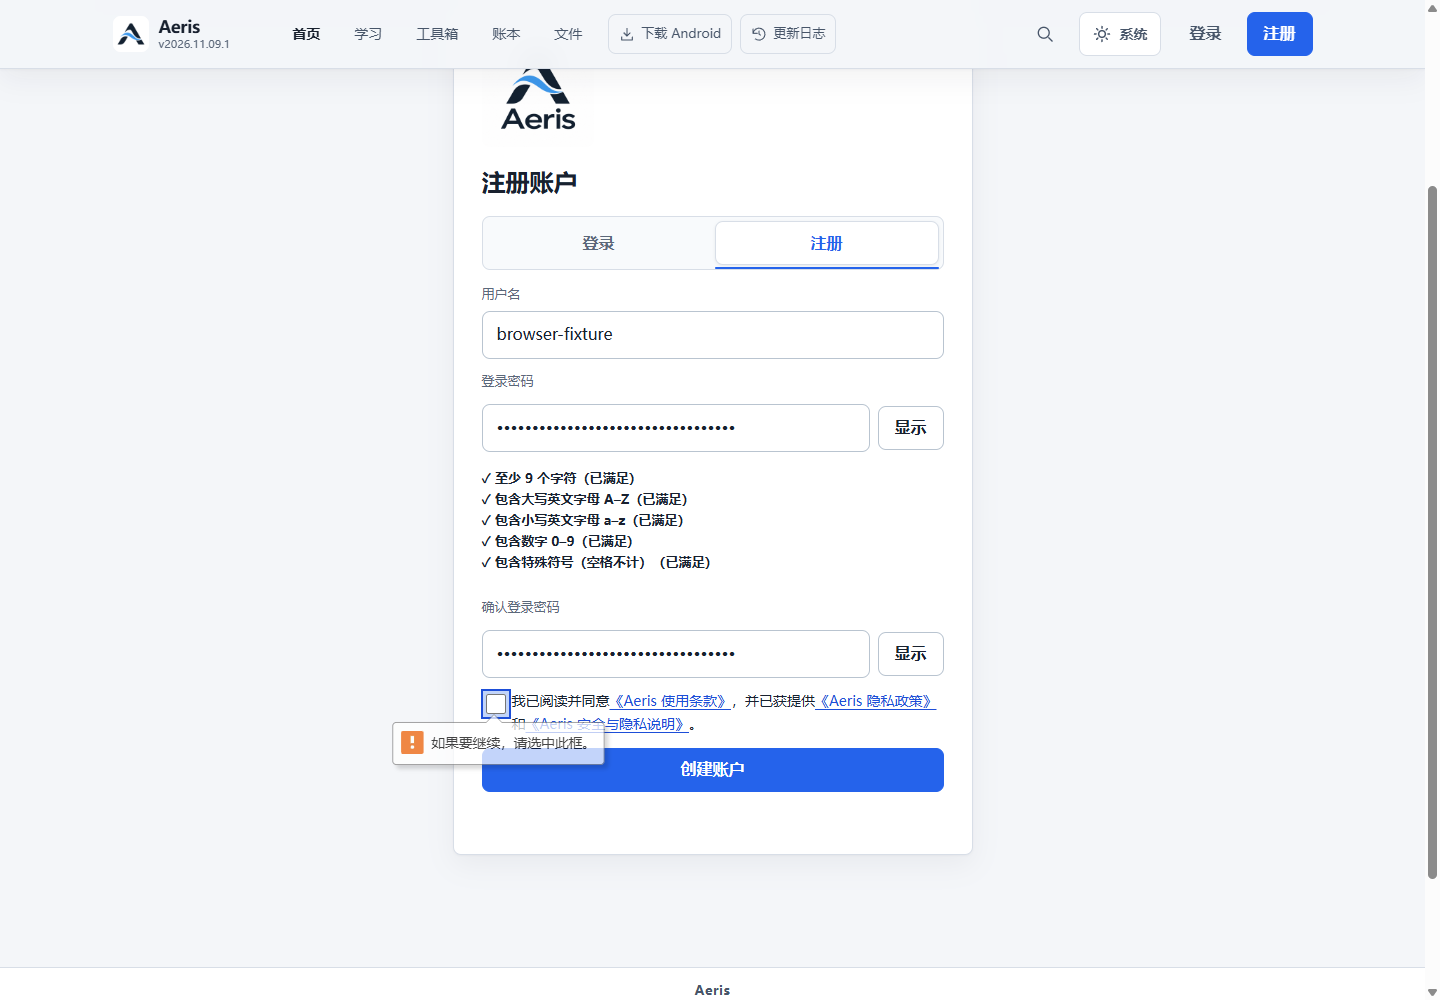 Aeris
v2026.11.09.1
首页
学习
工具箱
账本
文件
下载 Android
更新日志
系统
登录
注册
Aeris
注册账户
登录
注册
用户名
browser-fixture
登录密码
••••••••••••••••••••••••••••••••••
显示
✓ 至少 9 个字符（已满足）
✓ 包含大写英文字母 A–Z（已满足）
✓ 包含小写英文字母 a–z（已满足）
✓ 包含数字 0–9（已满足）
✓ 包含特殊符号（空格不计）（已满足）
确认登录密码
••••••••••••••••••••••••••••••••••
显示
我已阅读并同意《Aeris 使用条款》，并已获提供《Aeris 隐私政策》
和《Aeris 安全与隐私说明》。
如果要继续，请选中此框。
创建账户
Aeris